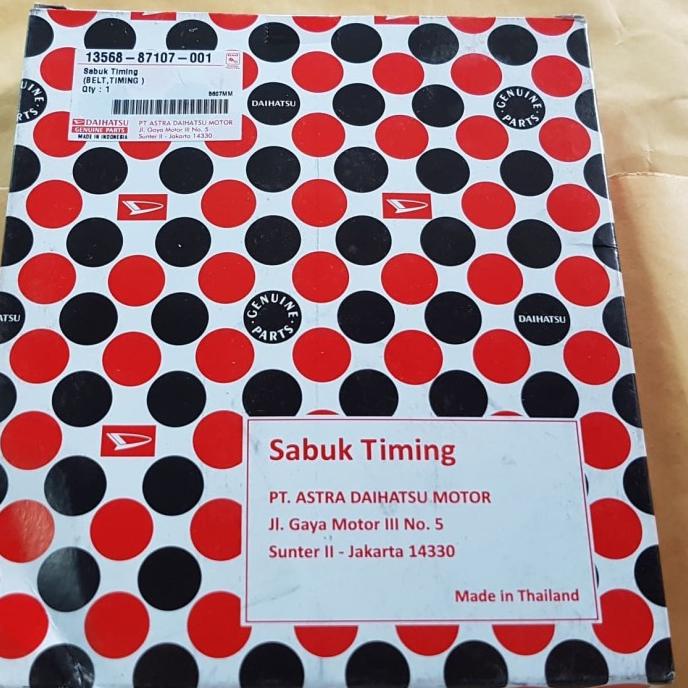 13568-87107-001
Sabuk Timing
(BELT,TIMING )
Qty : 1
DAIHATSU
GENUINE PARTS
MADE IN INDONESIA
PT ASTRA DAIHATSU MOTOR
Jl. Gaya Motor III No. 5
Sunter II - Jakarta 14330
DAIHATSU
GENUINE
PARTS
GENUINE
PARTS
DAIHATSU
Sabuk Timing
PT. ASTRA DAIHATSU MOTOR
Jl. Gaya Motor III No. 5
Sunter II - Jakarta 14330
Made in Thailand